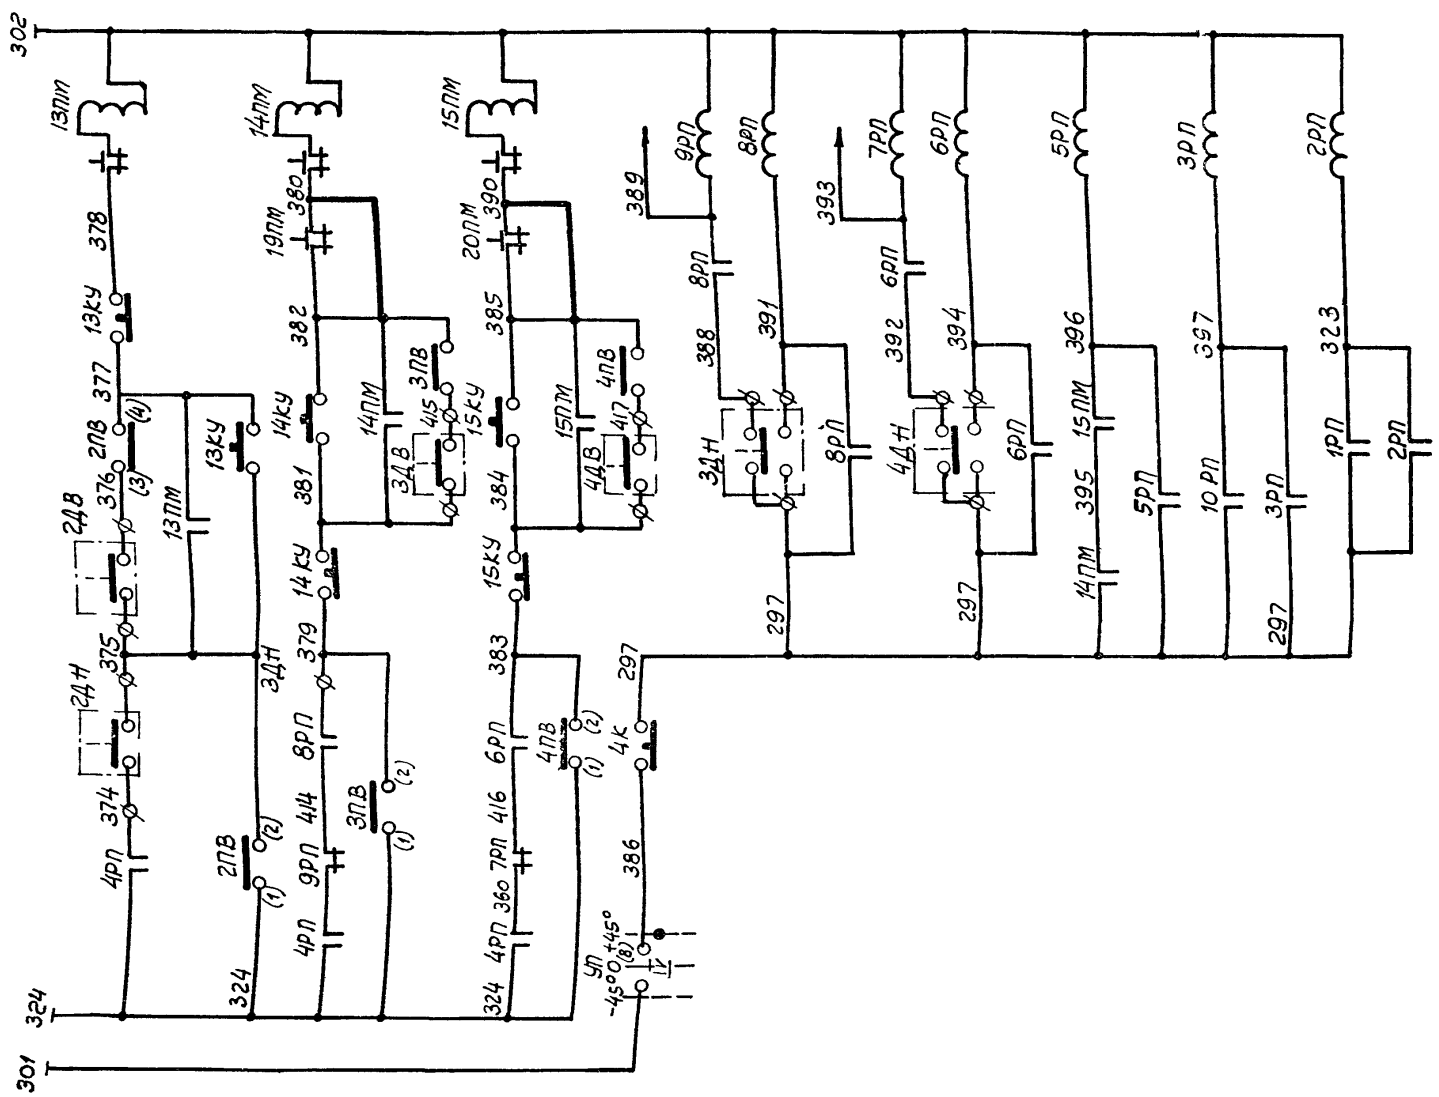 302
13ПМ
378
13КУ
377
(4)
2ПВ
(3)
376
2ДВ
13ПМ
13КУ
375
2ДН
374
4РП
3ДН
2ПВ
(2)
(1)
324
324
301
14ПМ
380
19ПМ
382
14КУ
14ПМ
3ПВ
415
3ДВ
381
14КУ
379
8РП
414
3ПВ
(2)
(1)
9РП
4РП
15ПМ
390
20ПМ
385
15КУ
15ПМ
4ПВ
417
4ДВ
384
15КУ
383
6РП
416
4ПВ
(2)
(1)
7РП
360
4РП
324
297
4К
386
УП
-45° 0 +45°
(8)
IV
389
9РП
8РП
8РП
388
391
3ДН
8РП
297
393
7РП
6РП
6РП
392
394
4ДН
6РП
297
5РП
396
15ПМ
395
14ПМ
5РП
3РП
397
10РП
3РП
297
2РП
323
1РП
2РП